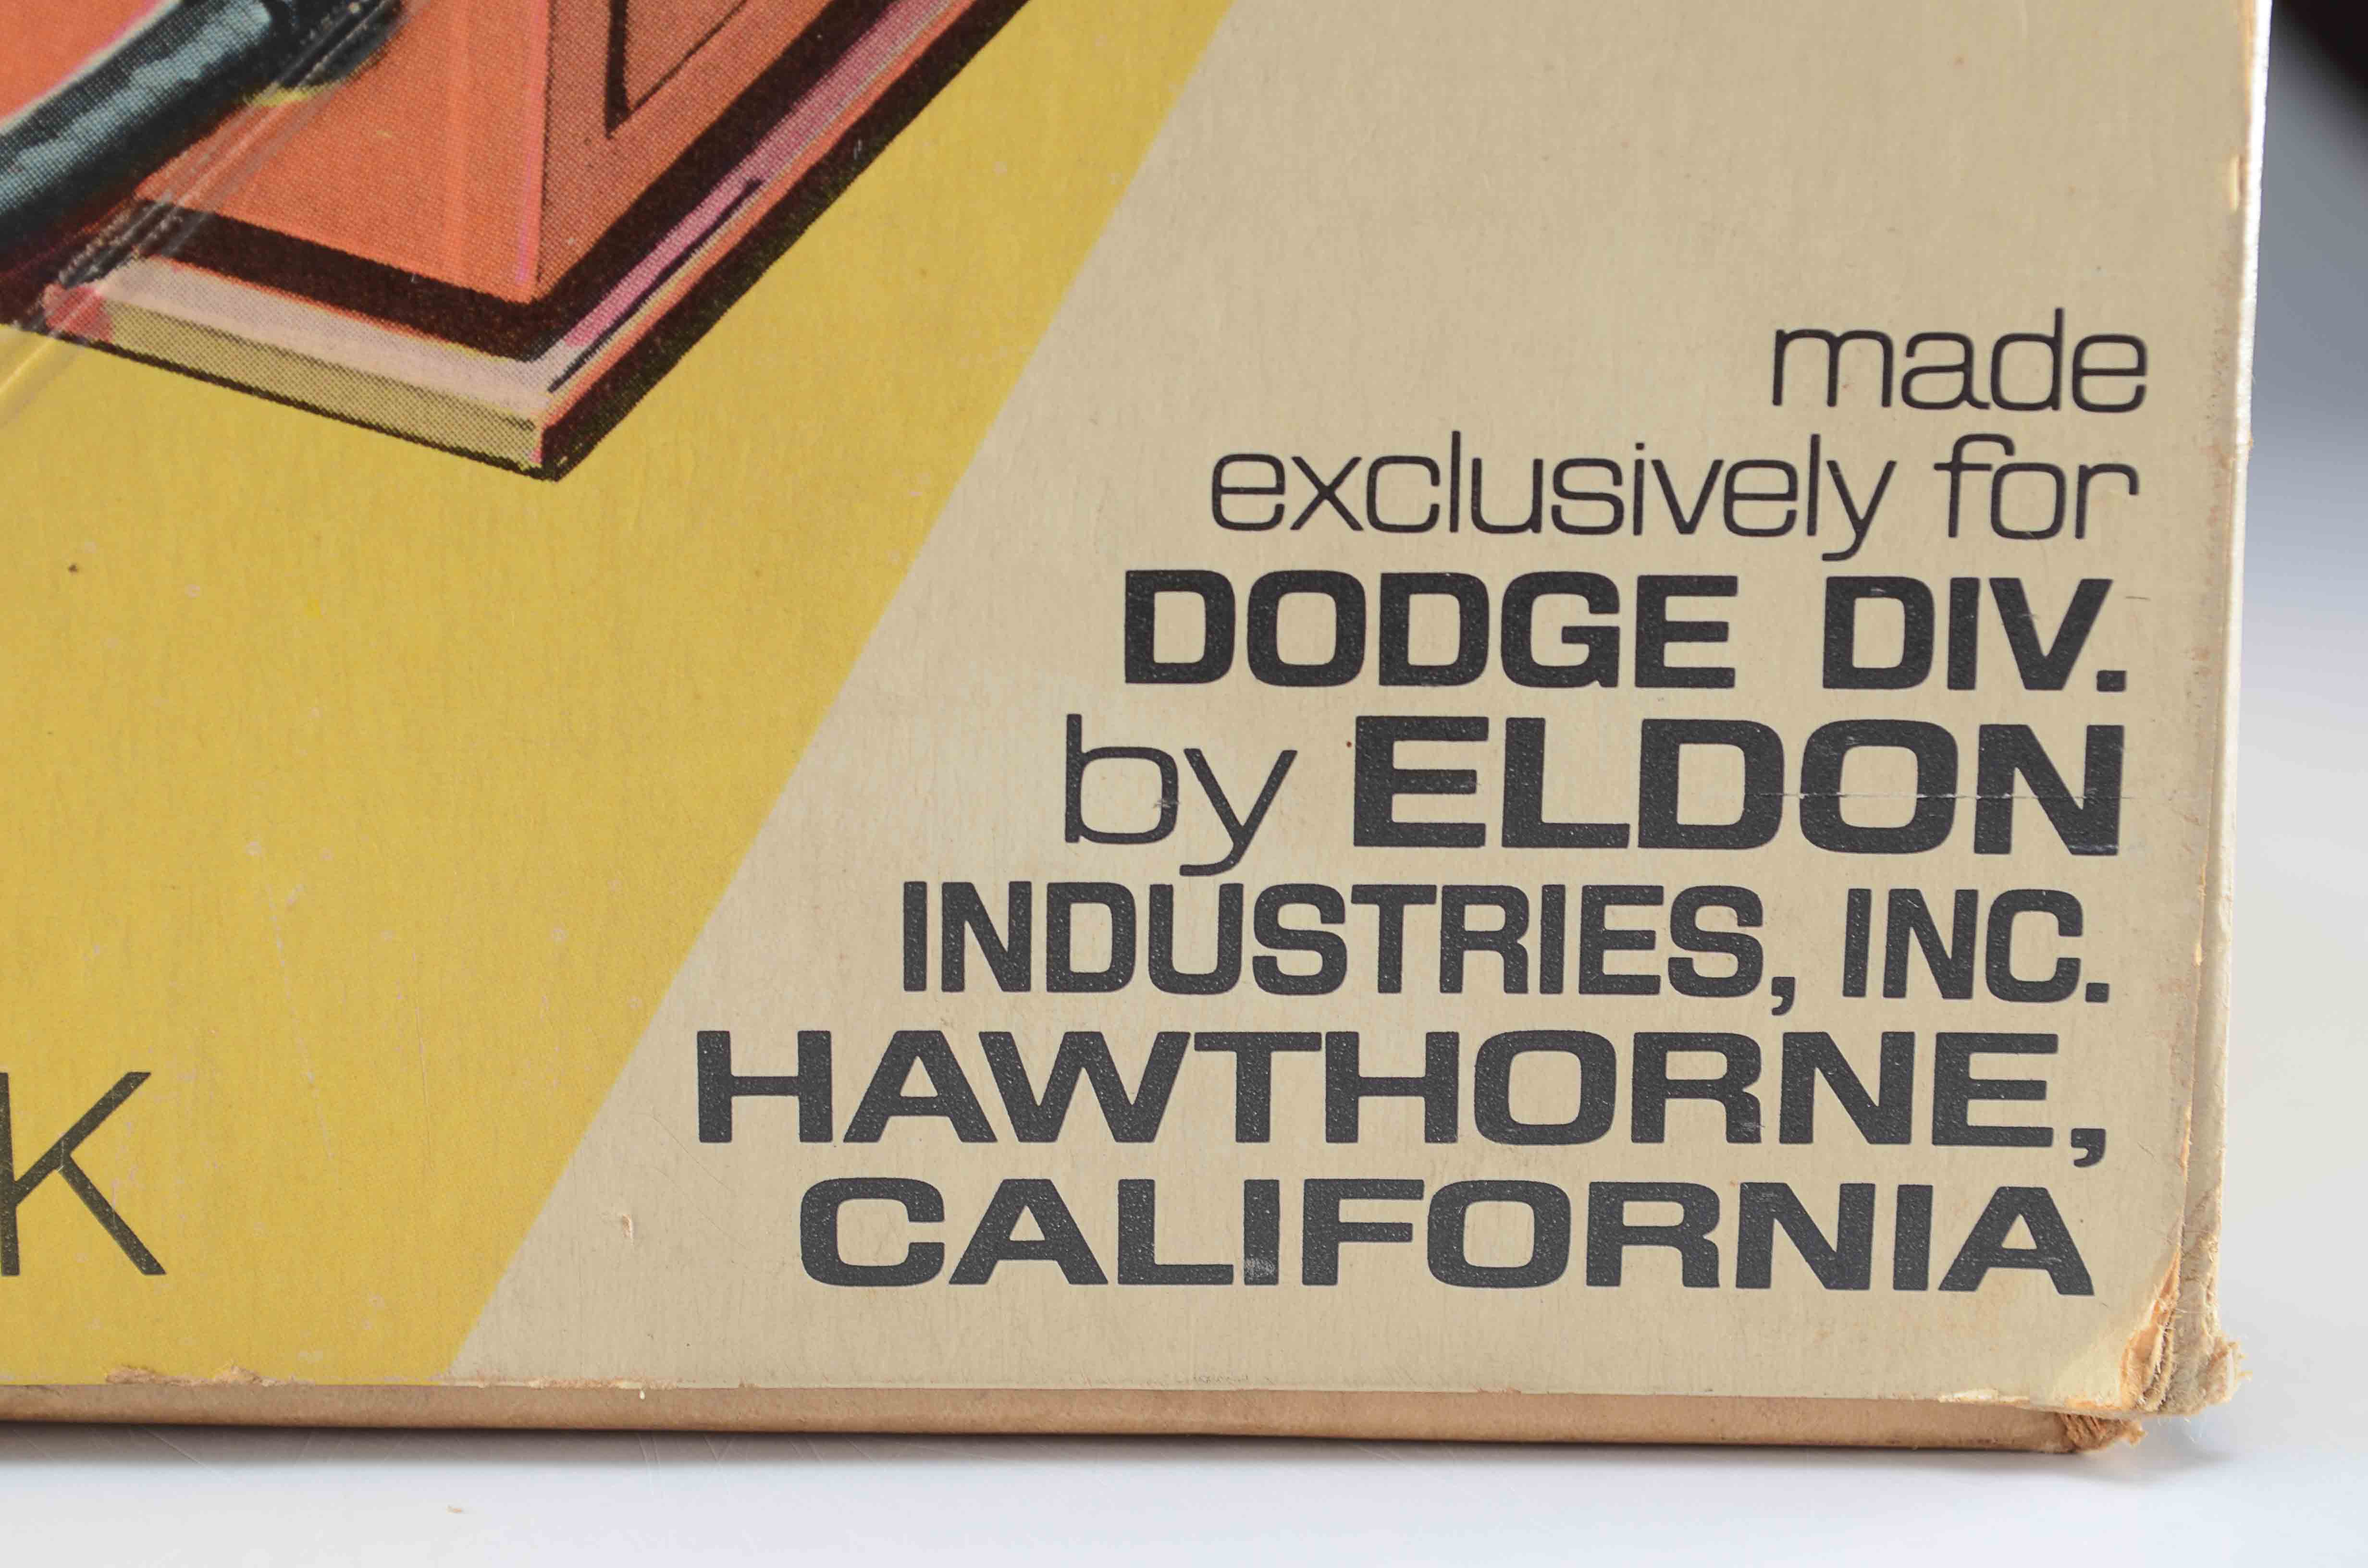 made
exclusively for
DODGE DIV.
by ELDON
INDUSTRIES, INC.
HAWTHORNE,
CALIFORNIA
K